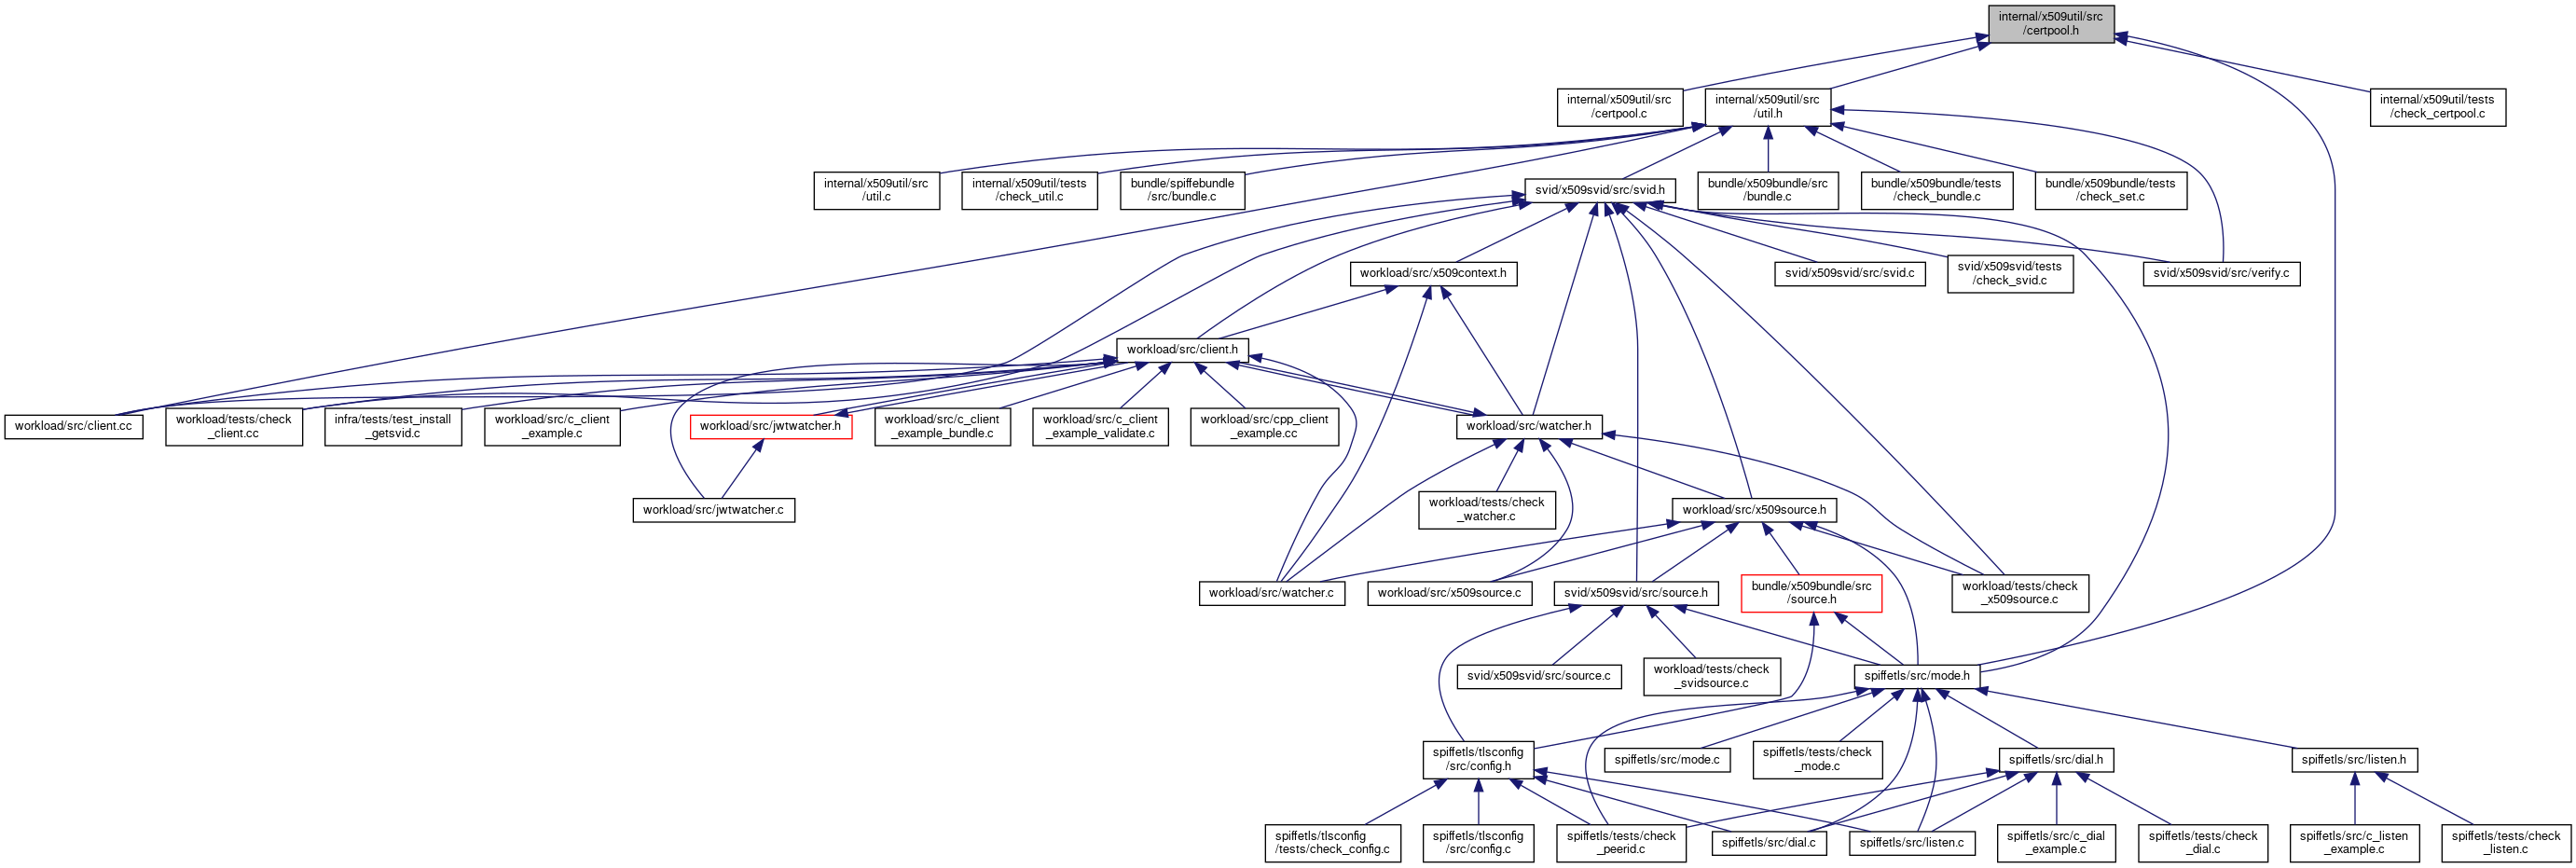 internal/x509util/src
/certpool.h
internal/x509util/src
/certpool.c
internal/x509util/src
/util.h
internal/x509util/tests
/check_certpool.c
internal/x509util/src
/util.c
internal/x509util/tests
/check_util.c
bundle/spiffebundle
/src/bundle.c
svid/x509svid/src/svid.h
bundle/x509bundle/src
/bundle.c
bundle/x509bundle/tests
/check_bundle.c
bundle/x509bundle/tests
/check_set.c
workload/src/x509context.h
svid/x509svid/src/svid.c
svid/x509svid/tests
/check_svid.c
svid/x509svid/src/verify.c
workload/src/client.h
workload/src/client.cc
workload/tests/check
_client.cc
infra/tests/test_install
_getsvid.c
workload/src/c_client
_example.c
workload/src/jwtwatcher.h
workload/src/c_client
_example_bundle.c
workload/src/c_client
_example_validate.c
workload/src/cpp_client
_example.cc
workload/src/watcher.h
workload/src/jwtwatcher.c
workload/tests/check
_watcher.c
workload/src/x509source.h
workload/src/watcher.c
workload/src/x509source.c
svid/x509svid/src/source.h
bundle/x509bundle/src
/source.h
workload/tests/check
_x509source.c
svid/x509svid/src/source.c
workload/tests/check
_svidsource.c
spiffetls/src/mode.h
spiffetls/tlsconfig
/src/config.h
spiffetls/src/mode.c
spiffetls/tests/check
_mode.c
spiffetls/src/dial.h
spiffetls/src/listen.h
spiffetls/tlsconfig
/tests/check_config.c
spiffetls/tlsconfig
/src/config.c
spiffetls/tests/check
_peerid.c
spiffetls/src/dial.c
spiffetls/src/listen.c
spiffetls/src/c_dial
_example.c
spiffetls/tests/check
_dial.c
spiffetls/src/c_listen
_example.c
spiffetls/tests/check
_listen.c